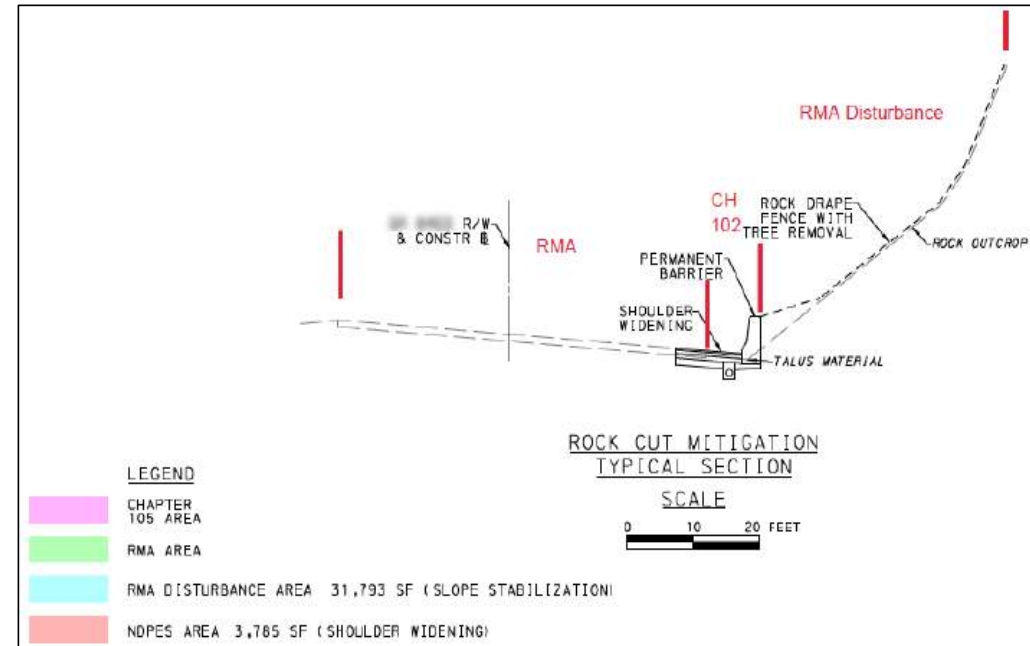 RMA Disturbance
CH
102
ROCK DRAPE
FENCE WITH
TREE REMOVAL
ROCK OUTCROP
R/W
& CONSTR ℄
RMA
PERMANENT
BARRIER
SHOULDER
WIDENING
TALUS MATERIAL
ROCK CUT MITIGATION
TYPICAL SECTION
SCALE
0 10 20 FEET
LEGEND
CHAPTER
105 AREA
RMA AREA
RMA DISTURBANCE AREA 31,793 SF (SLOPE STABILIZATION)
NDPES AREA 3,785 SF (SHOULDER WIDENING)